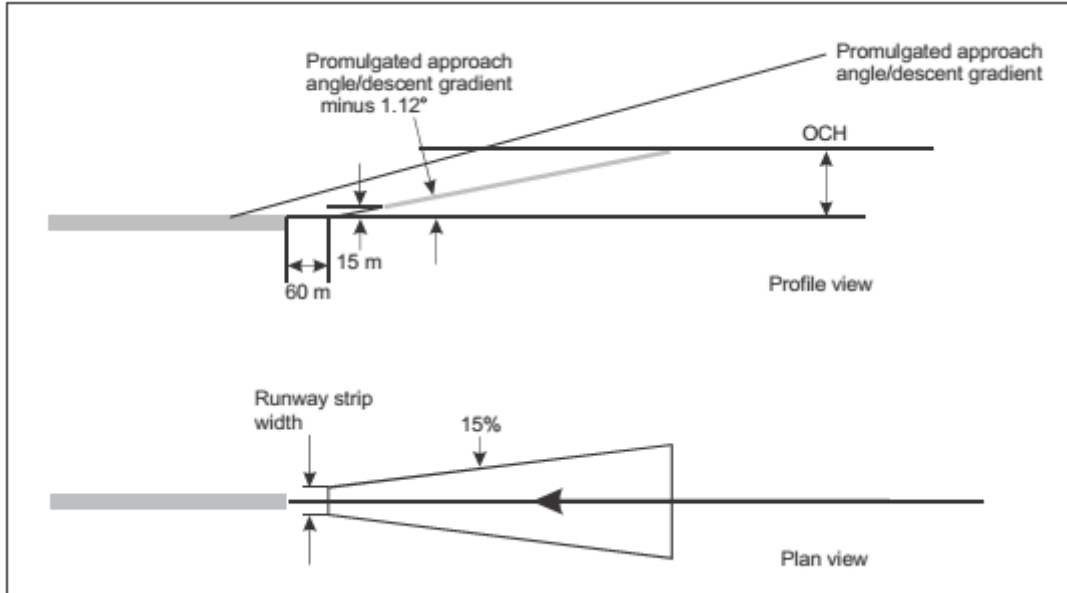 Promulgated approach
angle/descent gradient
minus 1.12°
Promulgated approach
angle/descent gradient
OCH
15 m
60 m
Profile view
Runway strip
width
15%
Plan view